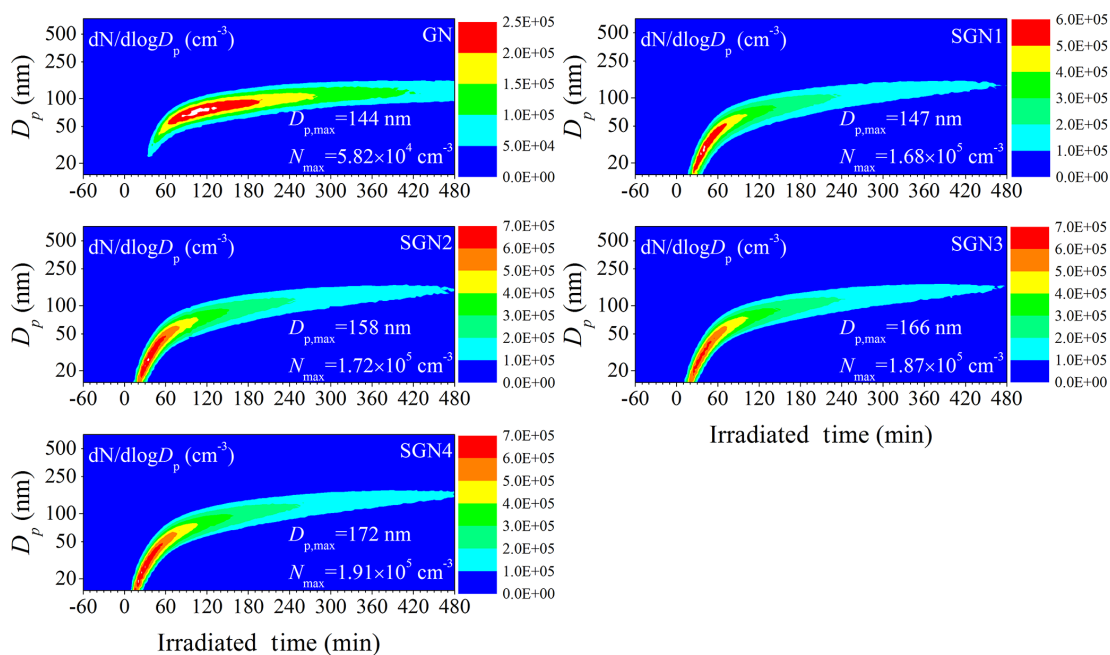 dN/dlogDp (cm-3)
GN
Dp,max=144 nm
Nmax=5.82×10^4 cm-3
Dp (nm)
500
250
100
50
20
-60 0 60 120 180 240 300 360 420 480
2.5E+05
2.0E+05
1.5E+05
1.0E+05
5.0E+04
0.0E+00
dN/dlogDp (cm-3)
SGN1
Dp,max=147 nm
Nmax=1.68×10^5 cm-3
Dp (nm)
500
250
100
50
20
-60 0 60 120 180 240 300 360 420 480
6.0E+05
5.0E+05
4.0E+05
3.0E+05
2.0E+05
1.0E+05
0.0E+00
dN/dlogDp (cm-3)
SGN2
Dp,max=158 nm
Nmax=1.72×10^5 cm-3
Dp (nm)
500
250
100
50
20
-60 0 60 120 180 240 300 360 420 480
7.0E+05
6.0E+05
5.0E+05
4.0E+05
3.0E+05
2.0E+05
1.0E+05
0.0E+00
dN/dlogDp (cm-3)
SGN3
Dp,max=166 nm
Nmax=1.87×10^5 cm-3
Dp (nm)
500
250
100
50
20
-60 0 60 120 180 240 300 360 420 480
Irradiated time (min)
7.0E+05
6.0E+05
5.0E+05
4.0E+05
3.0E+05
2.0E+05
1.0E+05
0.0E+00
dN/dlogDp (cm-3)
SGN4
Dp,max=172 nm
Nmax=1.91×10^5 cm-3
Dp (nm)
500
250
100
50
20
-60 0 60 120 180 240 300 360 420 480
Irradiated time (min)
7.0E+05
6.0E+05
5.0E+05
4.0E+05
3.0E+05
2.0E+05
1.0E+05
0.0E+00